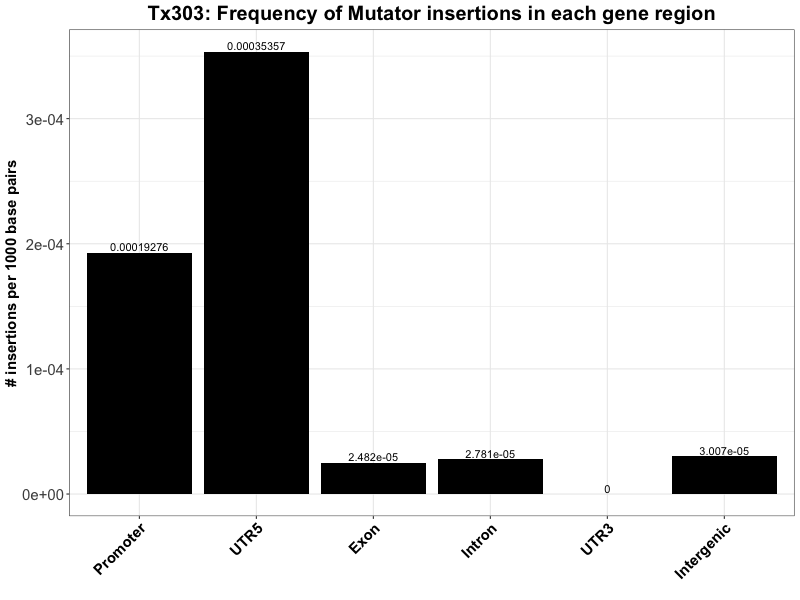 Tx303: Frequency of Mutator insertions in each gene region
# insertions per 1000 base pairs
3e-04
2e-04
1e-04
0e+00
0.00019276
0.00035357
2.482e-05
2.781e-05
0
3.007e-05
Promoter
UTR5
Exon
Intron
UTR3
Intergenic